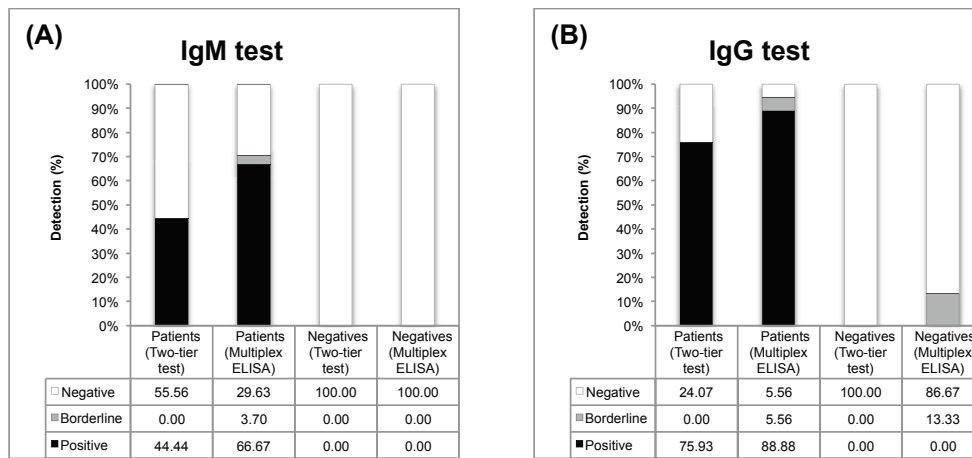 (A)
IgM test
Detection (%)
100%
90%
80%
70%
60%
50%
40%
30%
20%
10%
0%
Patients (Two-tier test) Patients (Multiplex ELISA) Negatives (Two-tier test) Negatives (Multiplex ELISA)
Negative 55.56 29.63 100.00 100.00
Borderline 0.00 3.70 0.00 0.00
Positive 44.44 66.67 0.00 0.00
(B)
IgG test
Detection (%)
100%
90%
80%
70%
60%
50%
40%
30%
20%
10%
0%
Patients (Two-tier test) Patients (Multiplex ELISA) Negatives (Two-tier test) Negatives (Multiplex ELISA)
Negative 24.07 5.56 100.00 86.67
Borderline 0.00 5.56 0.00 13.33
Positive 75.93 88.88 0.00 0.00